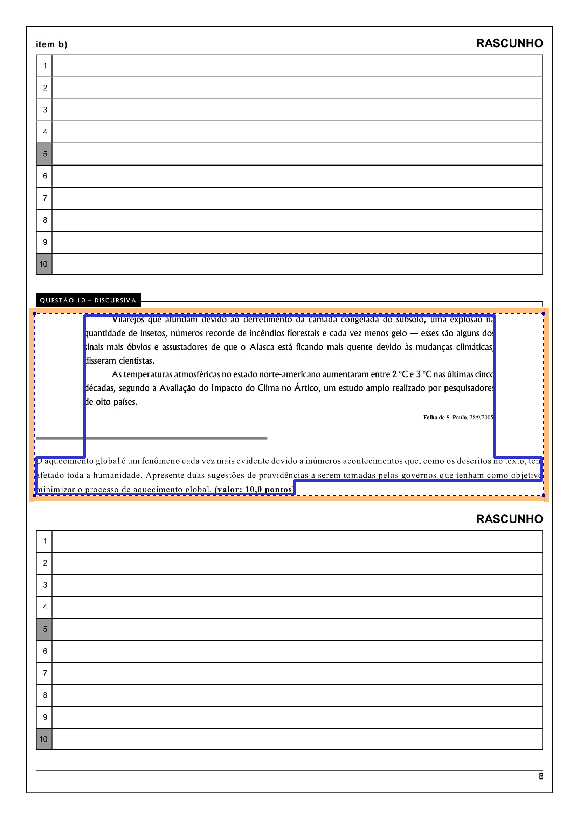 item b)
RASCUNHO
1
2
3
4
5
6
7
8
9
10
QUESTÃO 10 – DISCURSIVA
Vilarejos que afundam devido ao derretimento da camada congelada do subsolo, uma explosão na
quantidade de insetos, números recorde de incêndios florestais e cada vez menos gelo — esses são alguns dos
sinais mais óbvios e assustadores de que o Alasca está ficando mais quente devido às mudanças climáticas,
disseram cientistas.
As temperaturas atmosféricas no estado norte-americano aumentaram entre 2 ºC e 3 ºC nas últimas cinco
décadas, segundo a Avaliação do Impacto do Clima no Ártico, um estudo amplo realizado por pesquisadores
de oito países.
Folha de S. Paulo, 28/9/2005
O aquecimento global é um fenômeno cada vez mais evidente devido a inúmeros acontecimentos que, como os descritos no texto, têm
afetado toda a humanidade. Apresente duas sugestões de providências a serem tomadas pelos governos que tenham como objetivo
minimizar o processo de aquecimento global. (valor: 10,0 pontos)
RASCUNHO
1
2
3
4
5
6
7
8
9
10